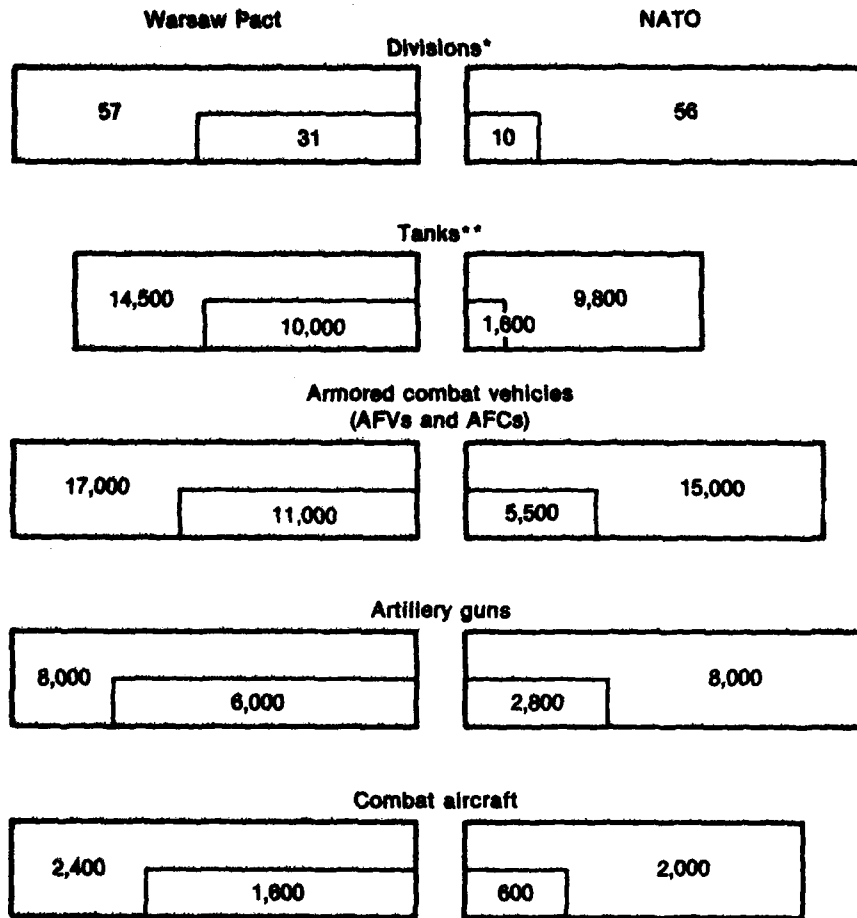 Warsaw Pact NATO
Divisions*
57 56
31 10
Tanks**
14,500 9,800
10,000 1,600
Armored combat vehicles
(AFVs and AFCs)
17,000 15,000
11,000 5,500
Artillery guns
8,000 8,000
6,000 2,800
Combat aircraft
2,400 2,000
1,600 600